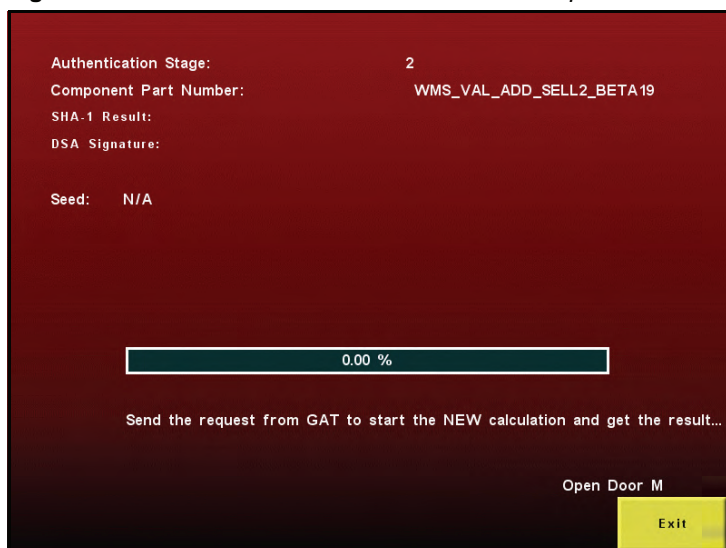 Authentication Stage: 2
Component Part Number: WMS_VAL_ADD_SELL2_BETA19
SHA-1 Result:
DSA Signature:
Seed: N/A
0.00 %
Send the request from GAT to start the NEW calculation and get the result...
Open Door M
Exit